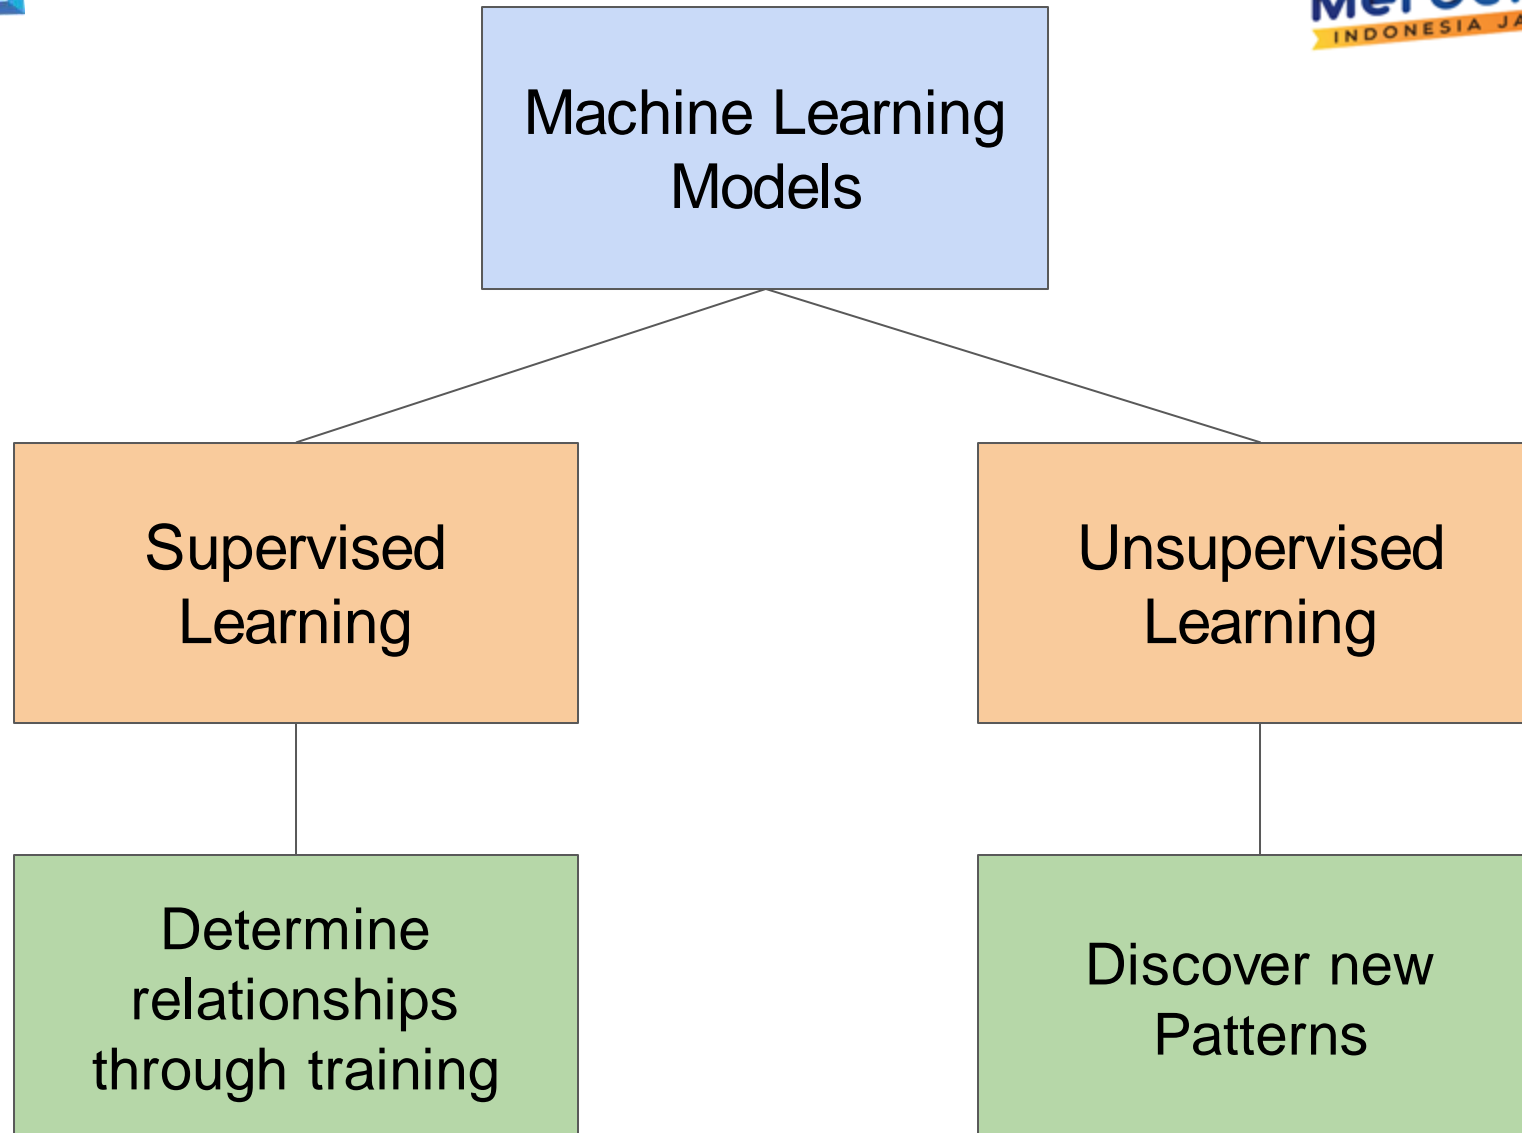 INDONESIA
Machine Learning
Models
Supervised
Learning
Unsupervised
Learning
Determine
relationships
through training
Discover new
Patterns